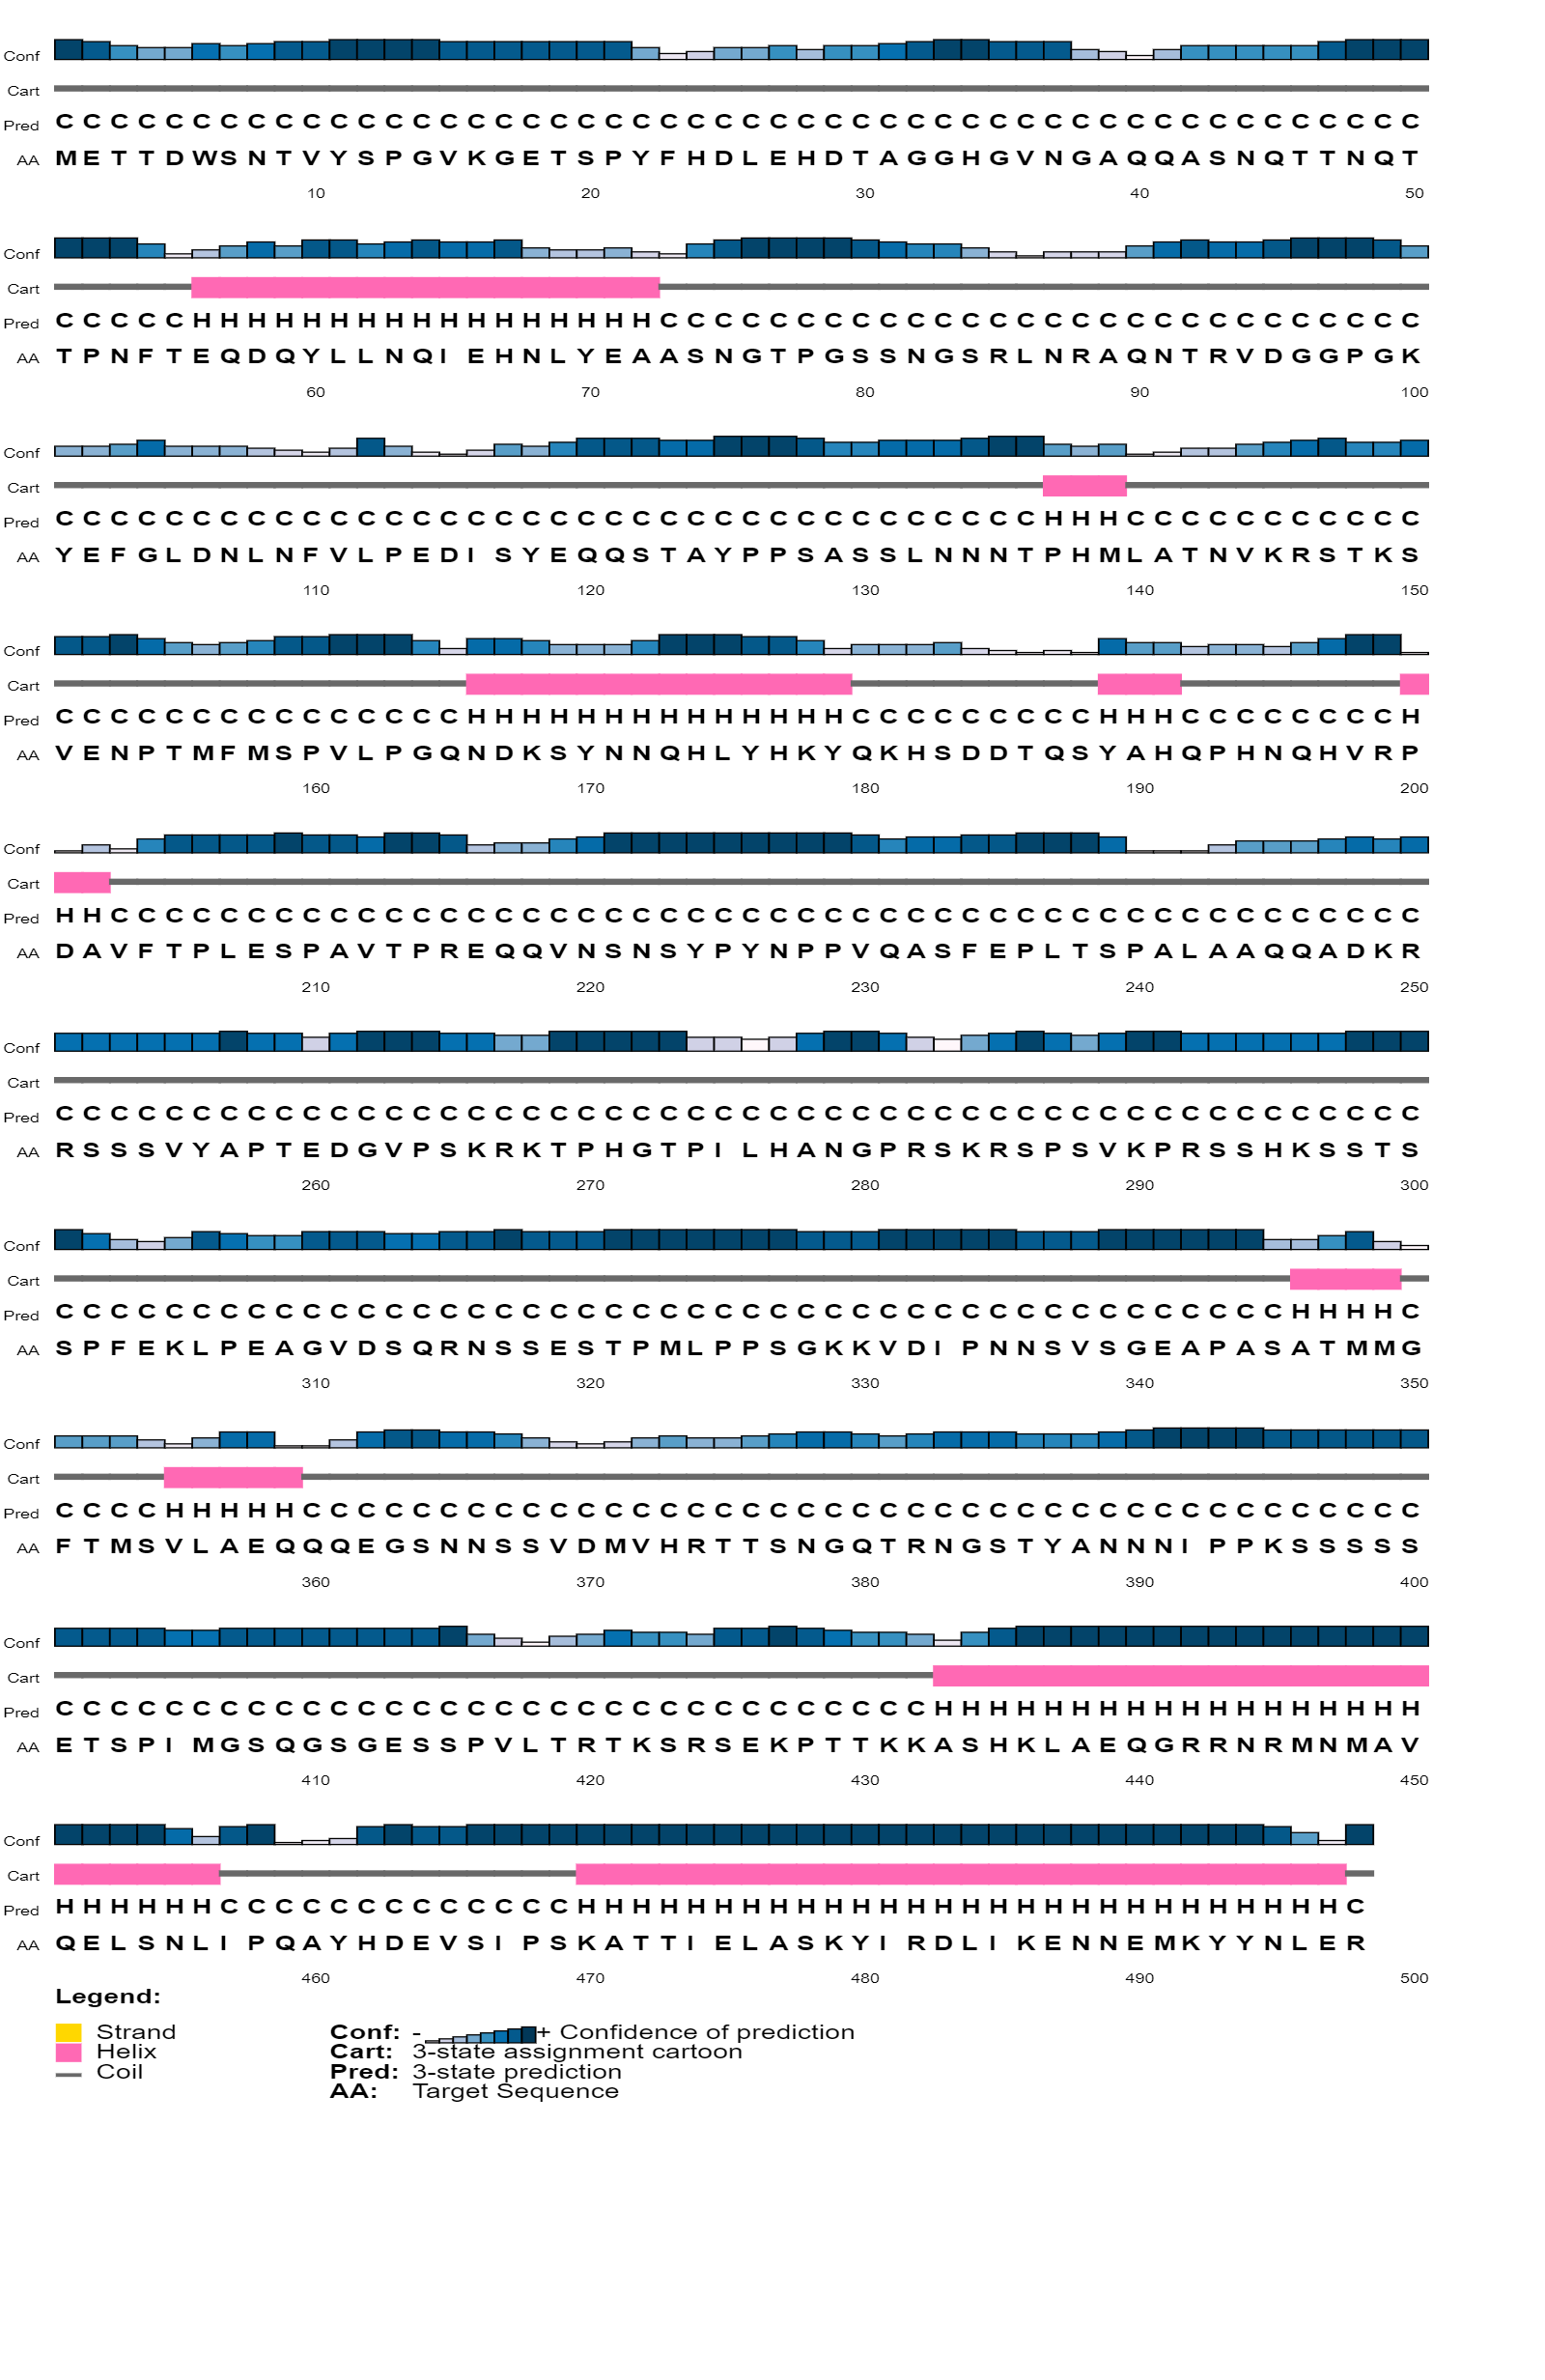 Conf
Cart
Pred C C C C C C C C C C C C C C C C C C C C C C C C C C C C C C C C C C C C C C C C C C C C C C C C C C
AA M E T T D W S N T V Y S P G V K G E T S P Y F H D L E H D T A G G H G V N G A Q Q A S N Q T T N Q T
10 20 30 40 50
Conf
Cart
Pred C C C C C H H H H H H H H H H H H H H H H H C C C C C C C C C C C C C C C C C C C C C C C C C C C C
AA T P N F T E Q D Q Y L L N Q I E H N L Y E A A S N G T P G S S N G S R L N R A Q N T R V D G G P G K
60 70 80 90 100
Conf
Cart
Pred C C C C C C C C C C C C C C C C C C C C C C C C C C C C C C C C C C C C H H H C C C C C C C C C C C
AA Y E F G L D N L N F V L P E D I S Y E Q Q S T A Y P P S A S S L N N N T P H M L A T N V K R S T K S
110 120 130 140 150
Conf
Cart
Pred C C C C C C C C C C C C C C C H H H H H H H H H H H H H H C C C C C C C C C H H H C C C C C C C C H
AA V E N P T M F M S P V L P G Q N D K S Y N N Q H L Y H K Y Q K H S D D T Q S Y A H Q P H N Q H V R P
160 170 180 190 200
Conf
Cart
Pred H H C C C C C C C C C C C C C C C C C C C C C C C C C C C C C C C C C C C C C C C C C C C C C C C C
AA D A V F T P L E S P A V T P R E Q Q V N S N S Y P Y N P P V Q A S F E P L T S P A L A A Q Q A D K R
210 220 230 240 250
Conf
Cart
Pred C C C C C C C C C C C C C C C C C C C C C C C C C C C C C C C C C C C C C C C C C C C C C C C C C C
AA R S S S V Y A P T E D G V P S K R K T P H G T P I L H A N G P R S K R S P S V K P R S S H K S S T S
260 270 280 290 300
Conf
Cart
Pred C C C C C C C C C C C C C C C C C C C C C C C C C C C C C C C C C C C C C C C C C C C C C H H H H C
AA S P F E K L P E A G V D S Q R N S S E S T P M L P P S G K K V D I P N N S V S G E A P A S A T M M G
310 320 330 340 350
Conf
Cart
Pred C C C C H H H H H C C C C C C C C C C C C C C C C C C C C C C C C C C C C C C C C C C C C C C C C C
AA F T M S V L A E Q Q Q E G S N N S S V D M V H R T T S N G Q T R N G S T Y A N N N I P P K S S S S S
360 370 380 390 400
Conf
Cart
Pred C C C C C C C C C C C C C C C C C C C C C C C C C C C C C C C C H H H H H H H H H H H H H H H H H H
AA E T S P I M G S Q G S G E S S P V L T R T K S R S E K P T T K K A S H K L A E Q G R R N R M N M A V
410 420 430 440 450
Conf
Cart
Pred H H H H H H C C C C C C C C C C C C C H H H H H H H H H H H H H H H H H H H H H H H H H H H H C
AA Q E L S N L I P Q A Y H D E V S I P S K A T T I E L A S K Y I R D L I K E N N E M K Y Y N L E R
460 470 480 490 500
Legend:
Strand Conf: - + Confidence of prediction
Helix Cart: 3-state assignment cartoon
Coil Pred: 3-state prediction
AA: Target Sequence